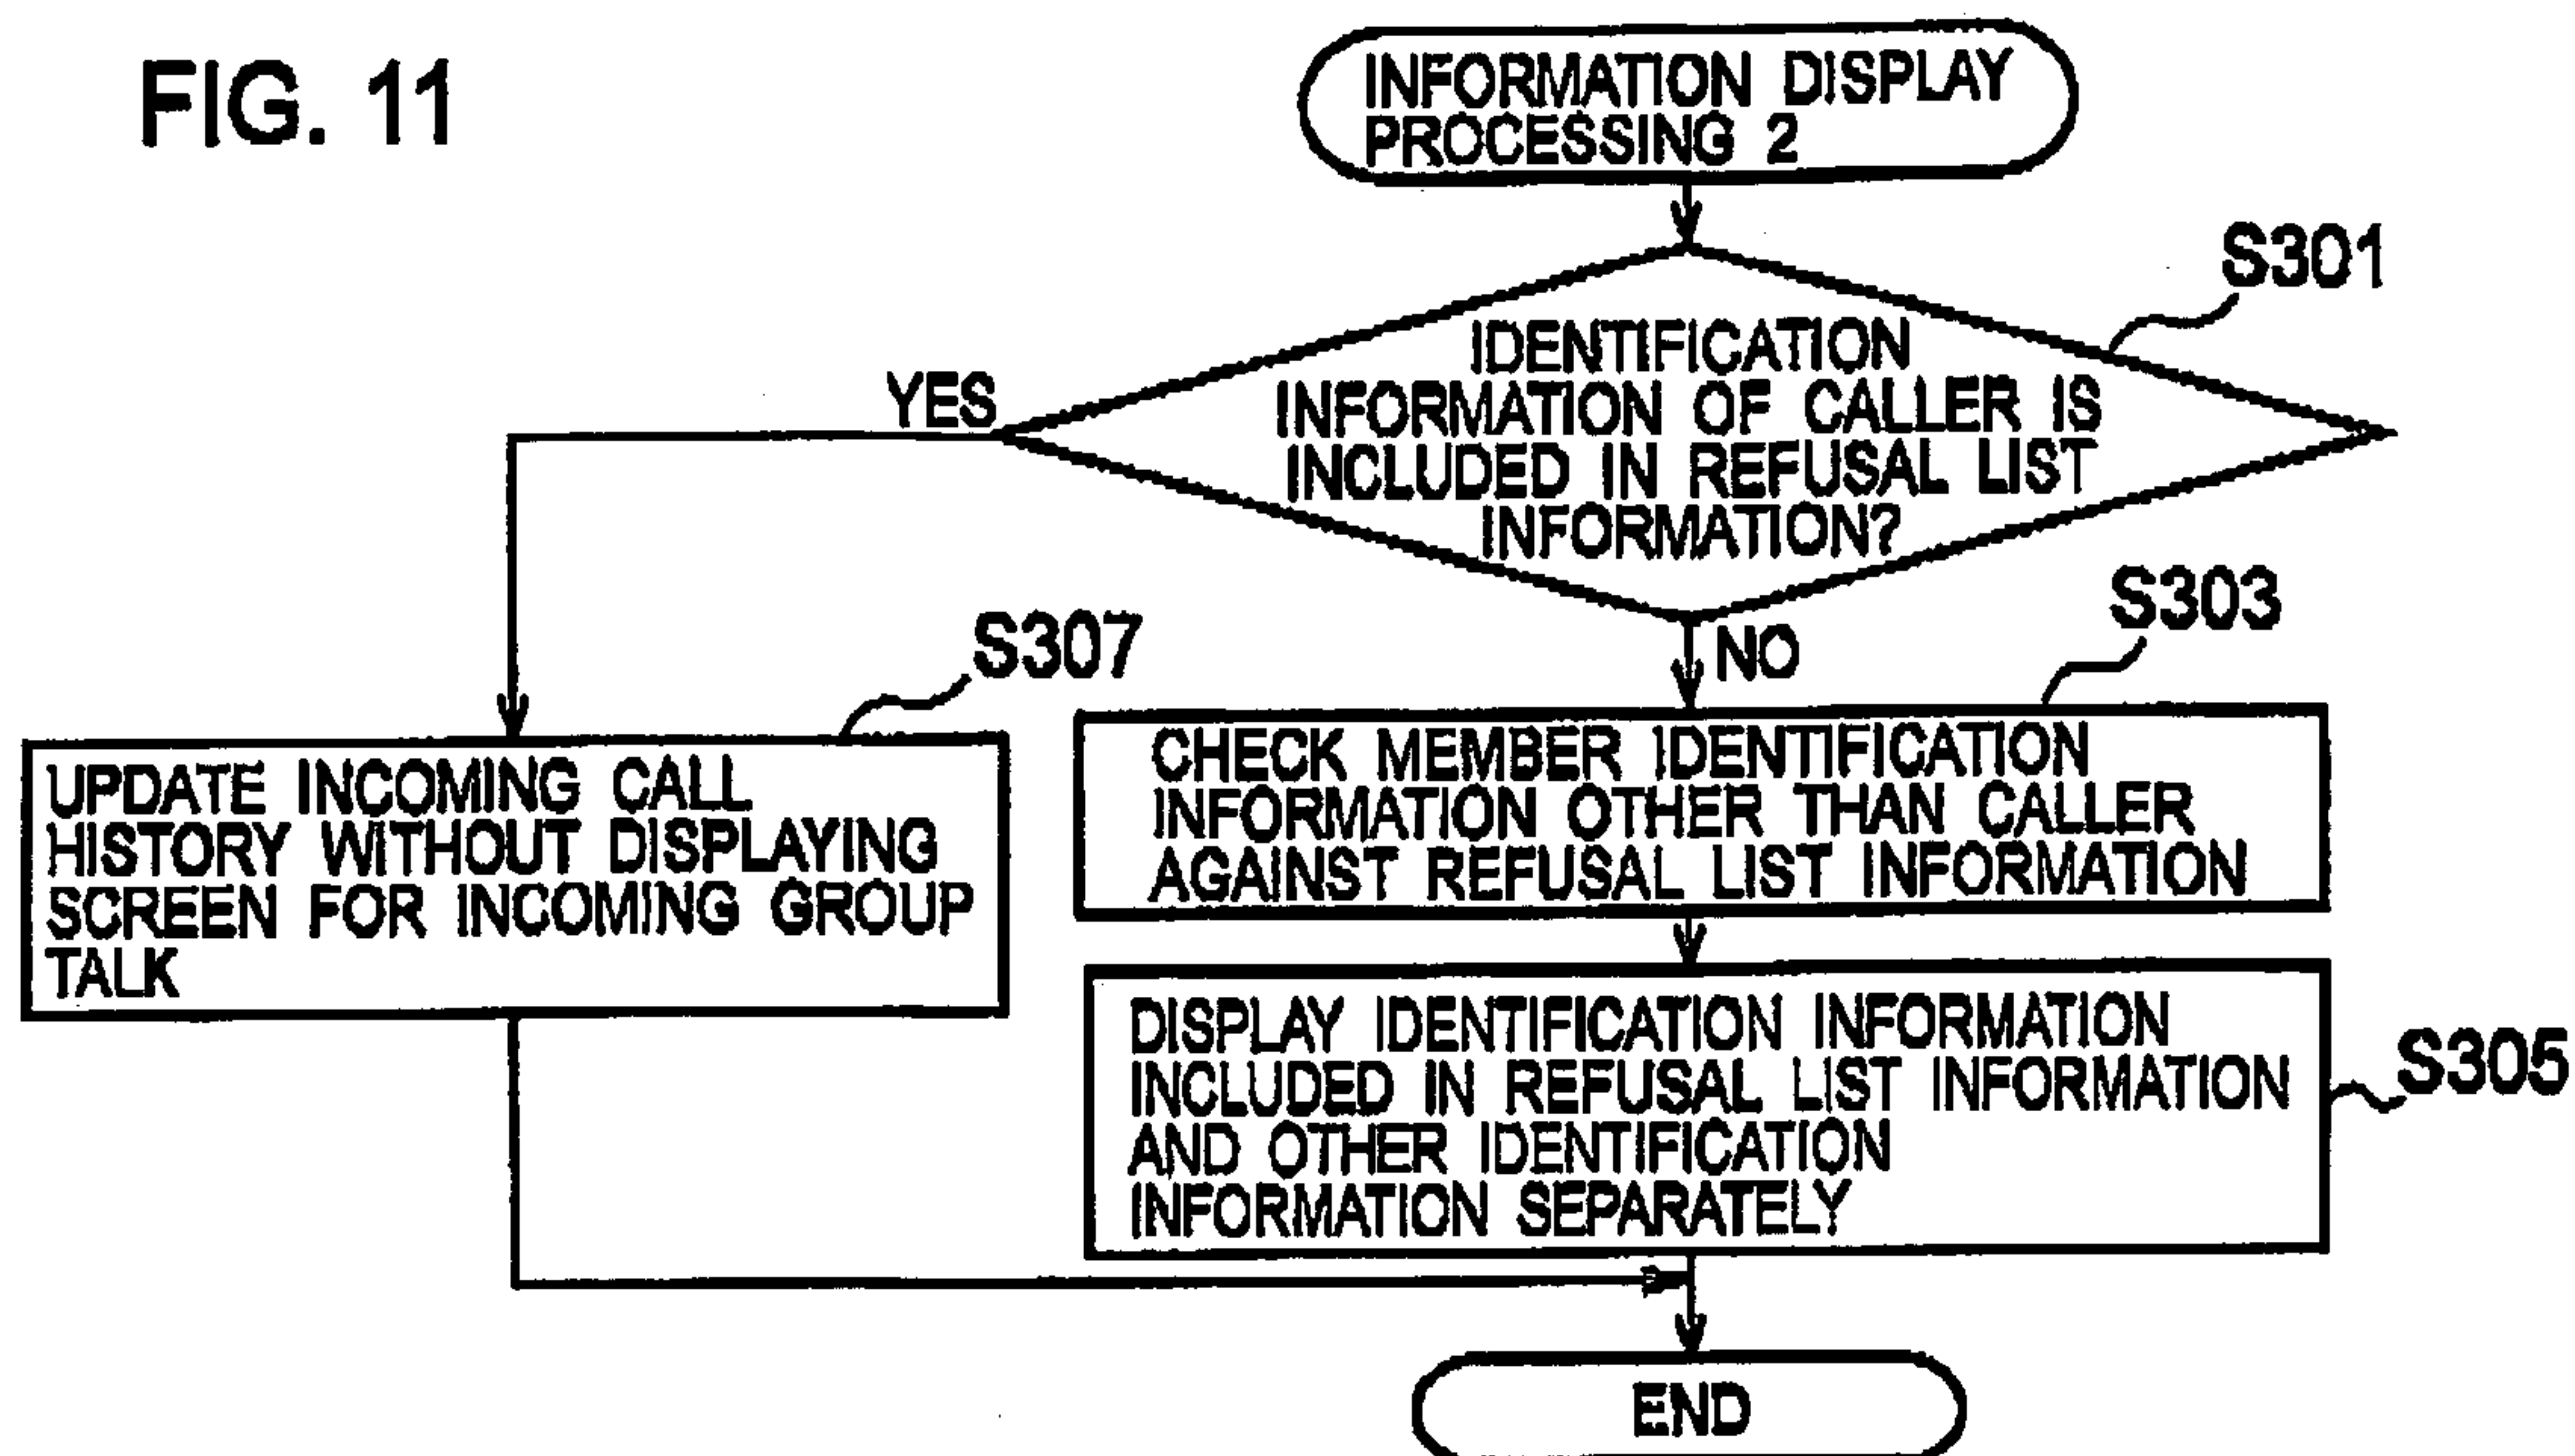 FIG. 11
INFORMATION DISPLAY
PROCESSING 2
S301
IDENTIFICATION
INFORMATION OF CALLER IS
INCLUDED IN REFUSAL LIST
INFORMATION?
YES
NO
S303
CHECK MEMBER IDENTIFICATION
INFORMATION OTHER THAN CALLER
AGAINST REFUSAL LIST INFORMATION
S307
UPDATE INCOMING CALL
HISTORY WITHOUT DISPLAYING
SCREEN FOR INCOMING GROUP
TALK
S305
DISPLAY IDENTIFICATION INFORMATION
INCLUDED IN REFUSAL LIST INFORMATION
AND OTHER IDENTIFICATION
INFORMATION SEPARATELY
END